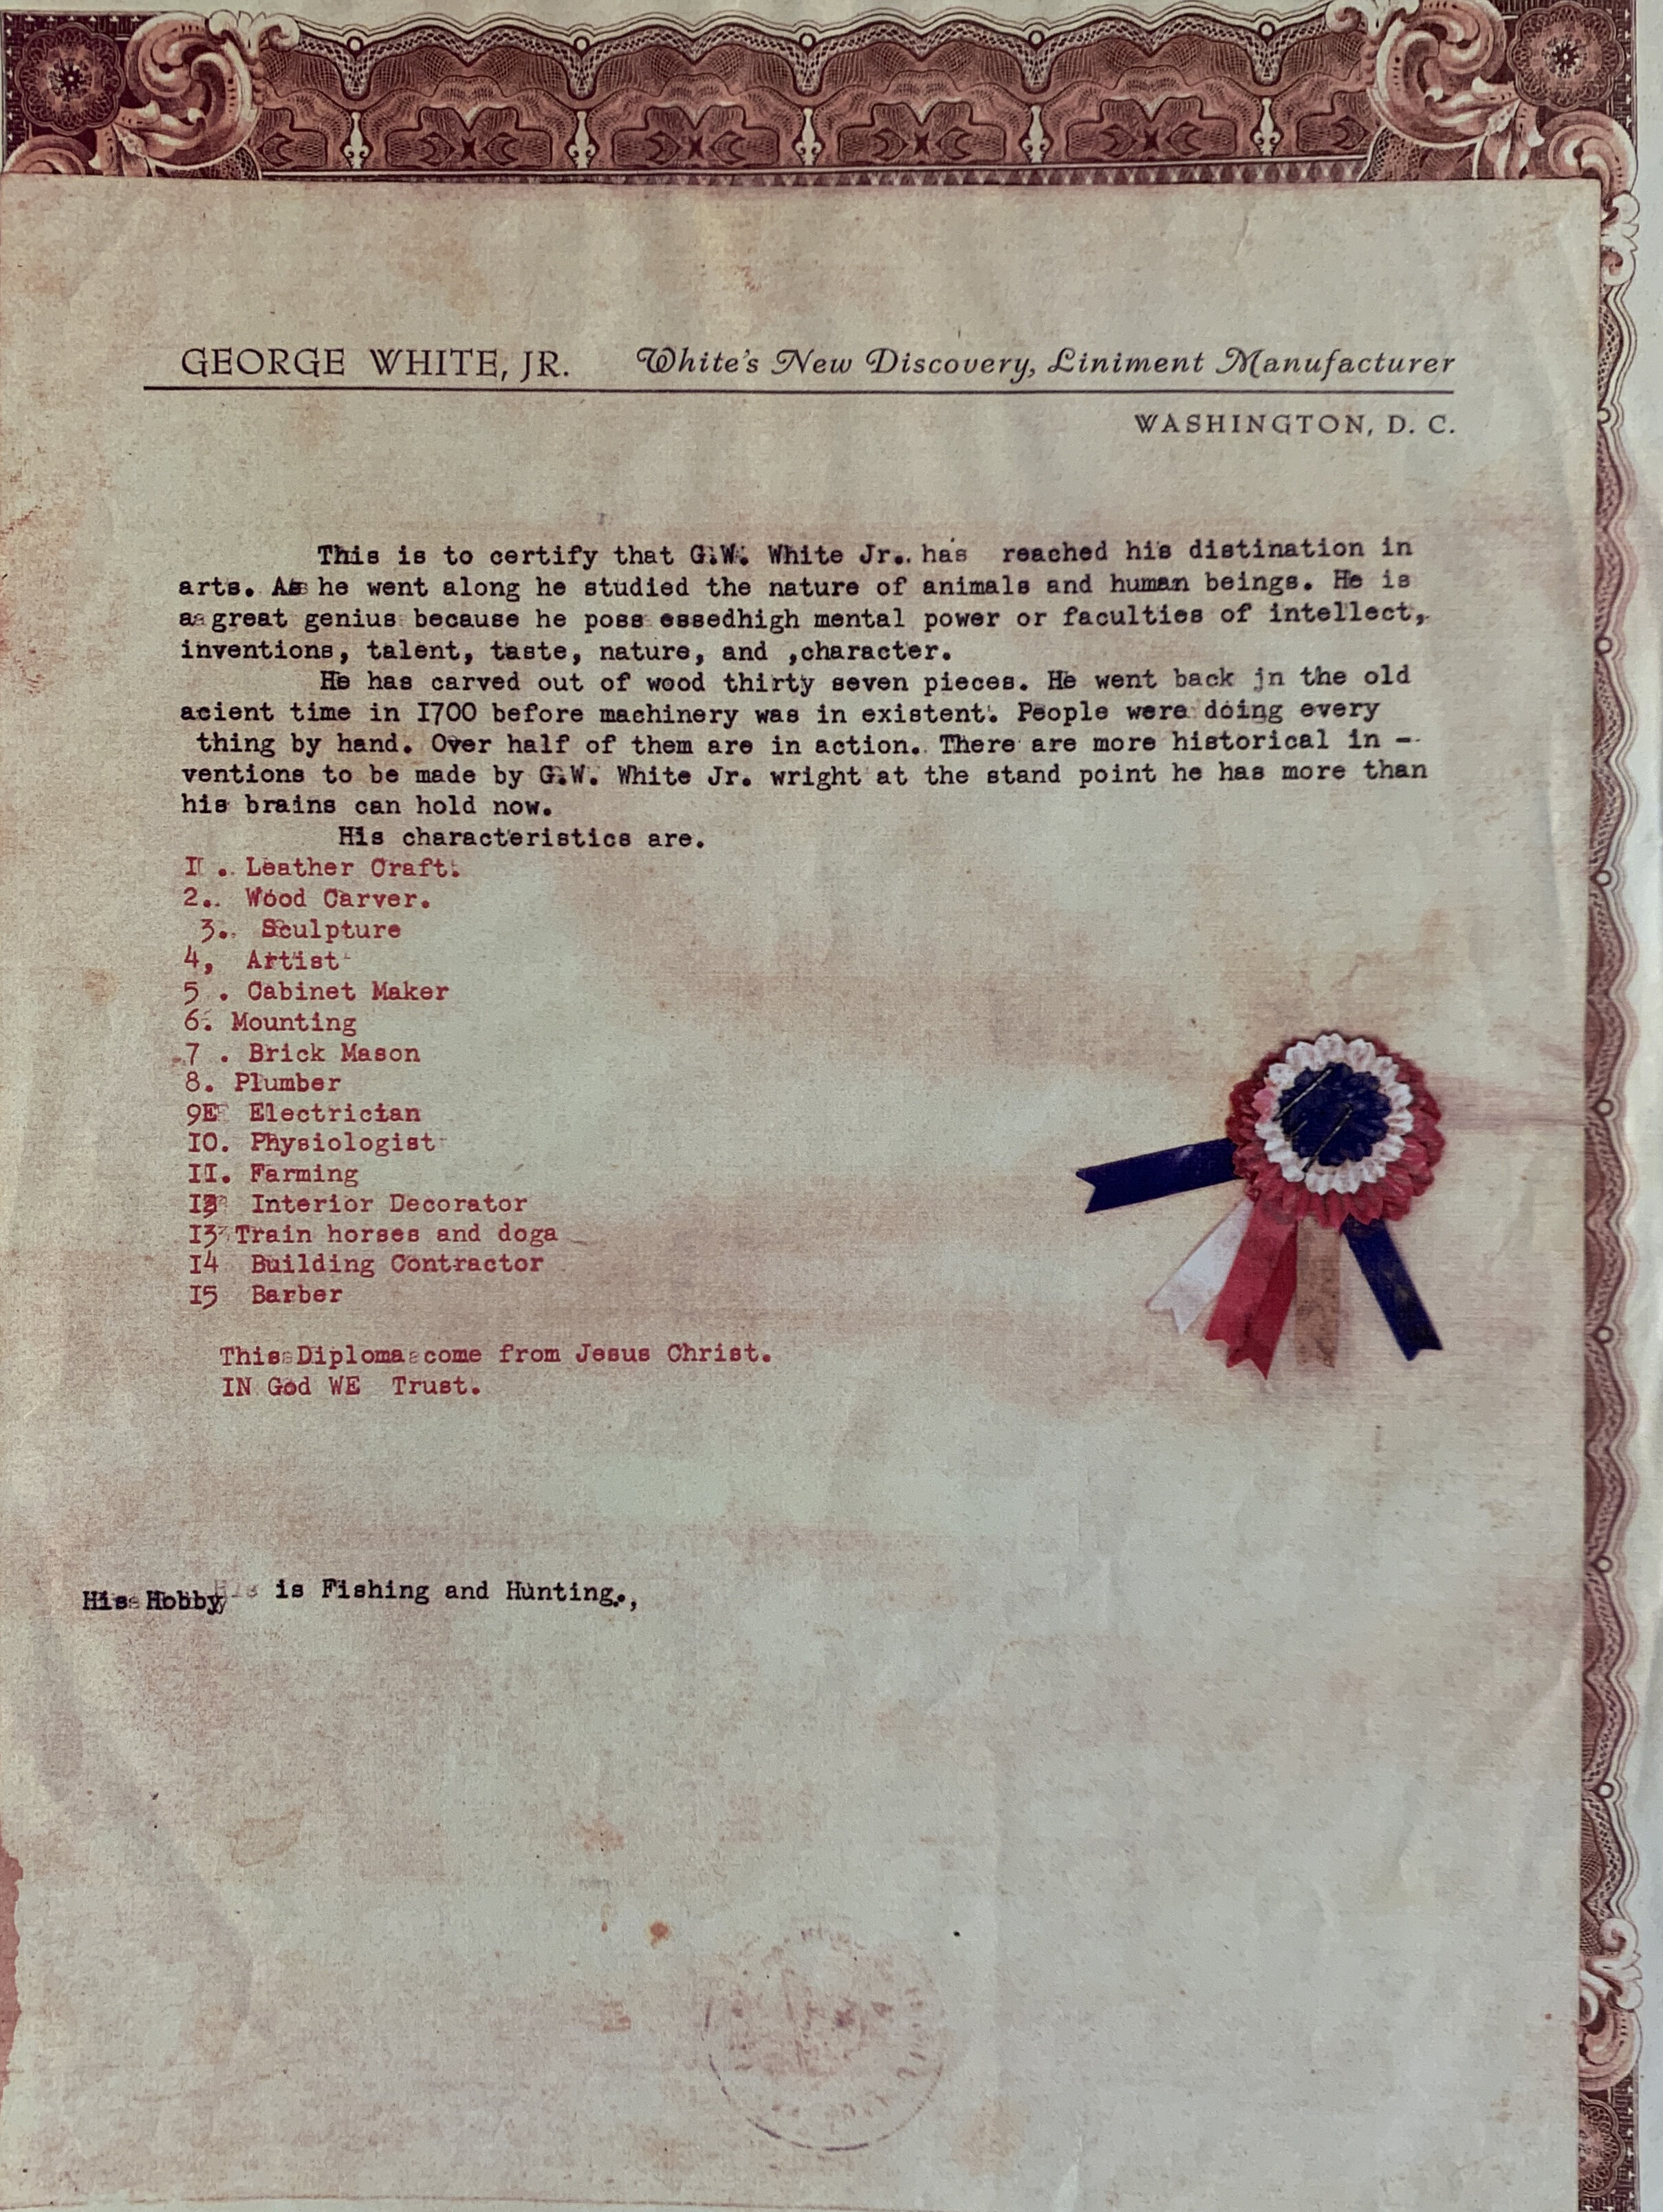 GEORGE WHITE, JR. White's New Discovery, Liniment Manufacturer
WASHINGTON, D. C.
This is to certify that G.W. White Jr. has reached his distination in
arts. As he went along he studied the nature of animals and human beings. He is
a great genius because he poss essedhigh mental power or faculties of intellect,
inventions, talent, taste, nature, and ,character.
He has carved out of wood thirty seven pieces. He went back jn the old
acient time in I700 before machinery was in existent. People were doing every
thing by hand. Over half of them are in action. There are more historical in -
ventions to be made by G.W. White Jr. wright at the stand point he has more than
his brains can hold now.
His characteristics are.
I . Leather Craft.
2. Wood Carver.
3. Sculpture
4, Artist
5 . Cabinet Maker
6. Mounting
7 . Brick Mason
8. Plumber
9E Electrician
IO. Physiologist
II. Farming
I2 Interior Decorator
I3 Train horses and doga
I4 Building Contractor
I5 Barber
This Diploma come from Jesus Christ.
IN God WE Trust.
His Hobby is Fishing and Hunting.,